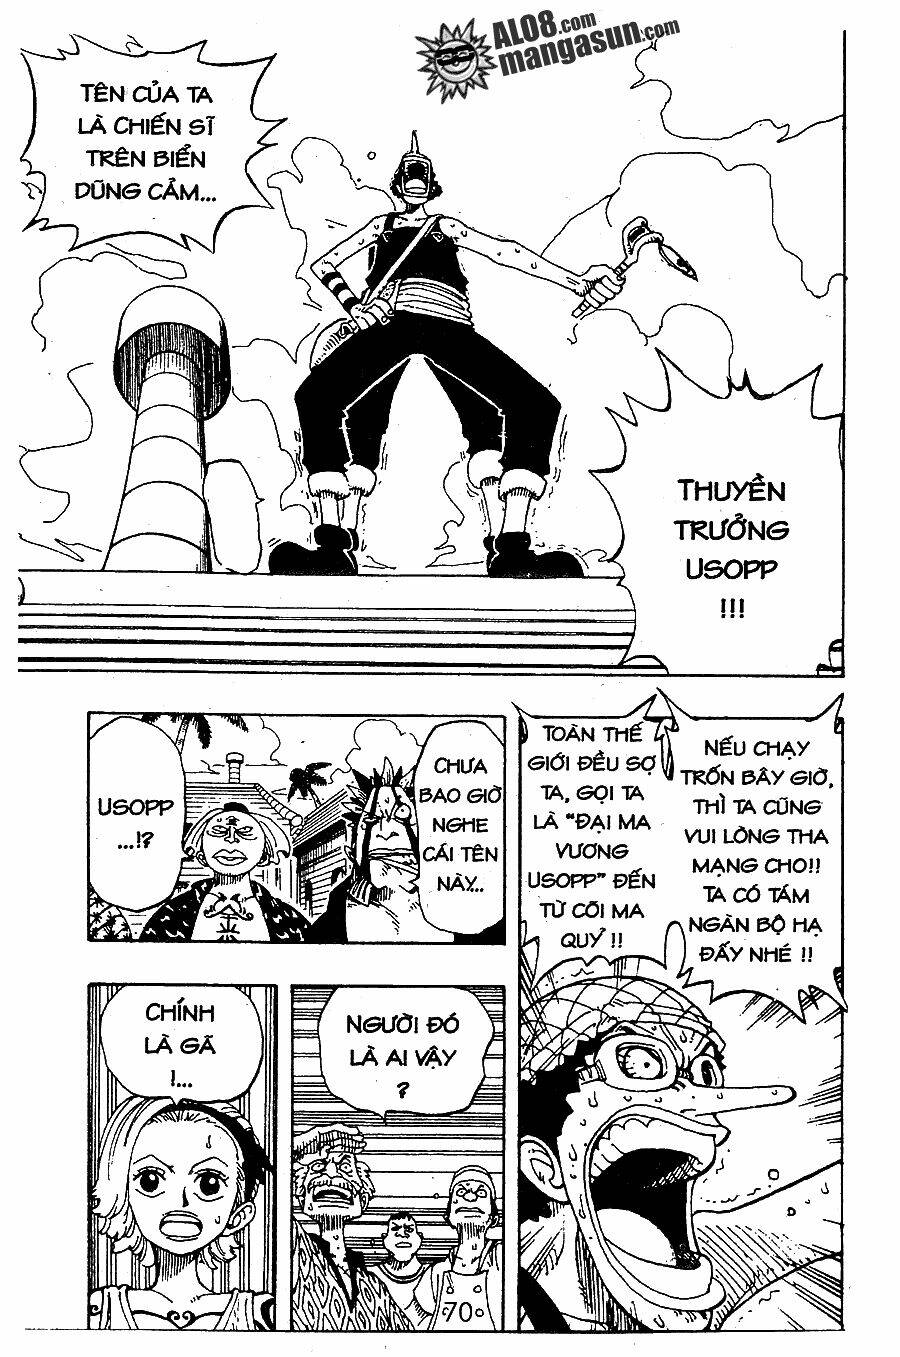 AL08.com
mangasun.com
TÊN CỦA TA
LÀ CHIẾN SĨ
TRÊN BIỂN
DŨNG CẢM...
THUYỀN
TRƯỞNG
USOPP
!!!
NẾU CHẠY
TRỐN BÂY GIỜ,
THÌ TA CŨNG
VUI LÒNG THA
MẠNG CHO!!
TA CÓ TÁM
NGÀN BỘ HẠ
ĐẤY NHÉ !!
TOÀN THẾ
GIỚI ĐỀU SỢ
TA, GỌI TA
LÀ "ĐẠI MA
VƯƠNG
USOPP" ĐẾN
TỪ CÕI MA
QUỶ !!
CHƯA
BAO GIỜ
NGHE
CÁI TÊN
NÀY...
USOPP
...!?
NGƯỜI ĐÓ
LÀ AI VẬY
?
CHÍNH
LÀ GÃ
!...
70